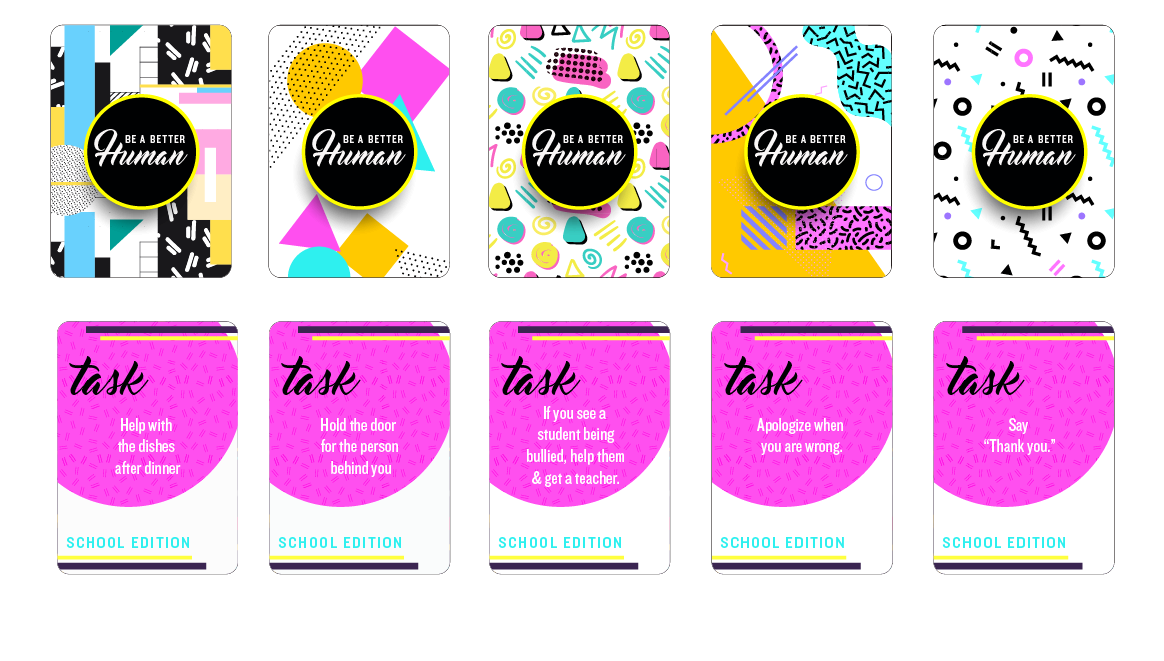 BE A BETTER
Human
BE A BETTER
Human
BE A BETTER
Human
BE A BETTER
Human
BE A BETTER
Human
task
Help with
the dishes
after dinner
SCHOOL EDITION
task
Hold the door
for the person
behind you
SCHOOL EDITION
task
If you see a
student being
bullied, help them
& get a teacher.
SCHOOL EDITION
task
Apologize when
you are wrong.
SCHOOL EDITION
task
Say
“Thank you.”
SCHOOL EDITION